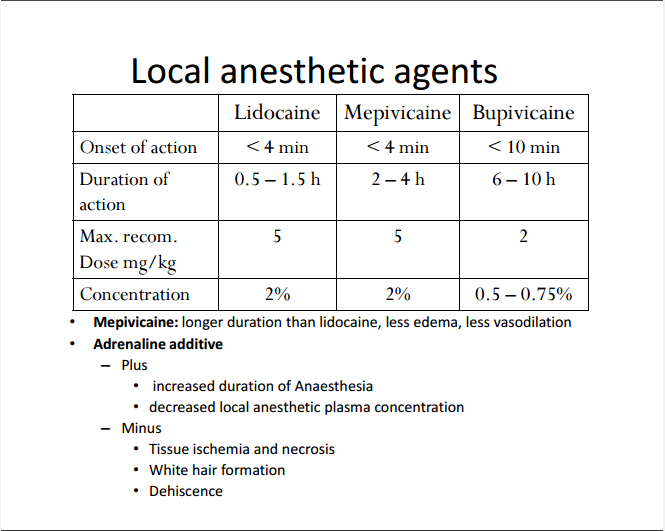 Local anesthetic agents
Lidocaine Mepivicaine Bupivicaine
Onset of action < 4 min < 4 min < 10 min
Duration of action 0.5 – 1.5 h 2 – 4 h 6 – 10 h
Max. recom. Dose mg/kg 5 5 2
Concentration 2% 2% 0.5 – 0.75%
• Mepivicaine: longer duration than lidocaine, less edema, less vasodilation
• Adrenaline additive
– Plus
• increased duration of Anaesthesia
• decreased local anesthetic plasma concentration
– Minus
• Tissue ischemia and necrosis
• White hair formation
• Dehiscence